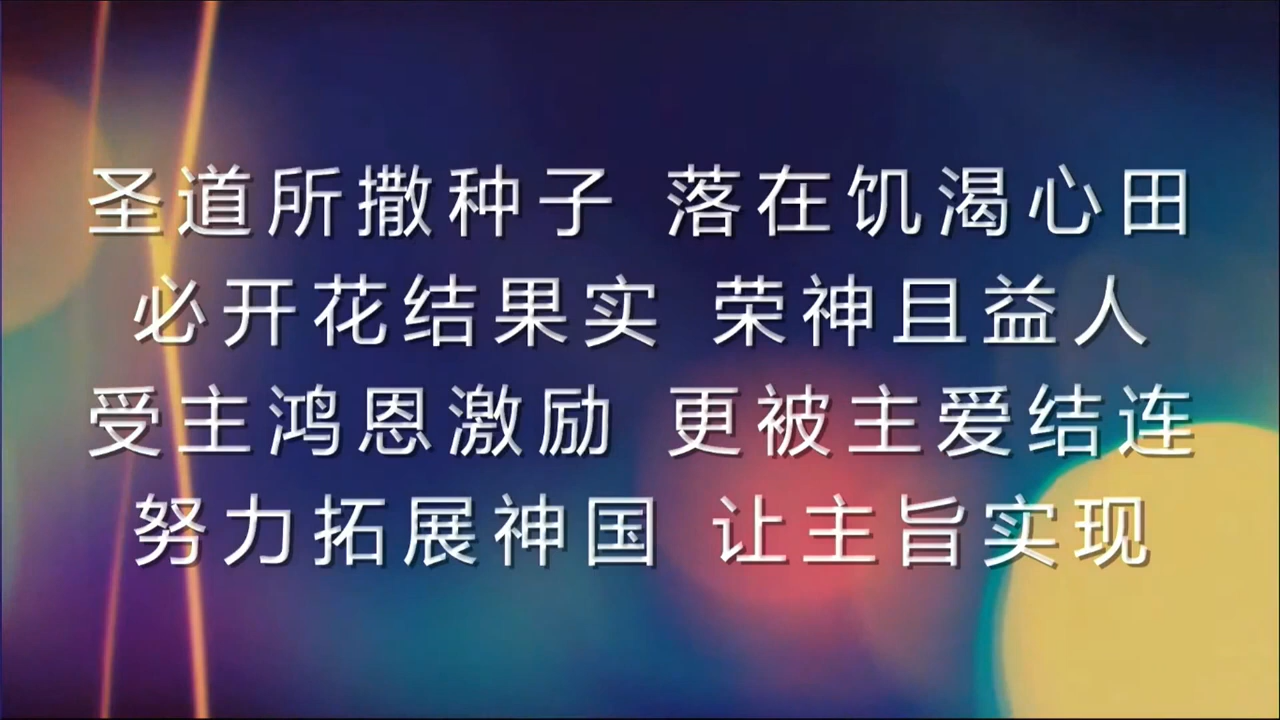 圣道所撒种子 落在饥渴心田
必开花结果实 荣神且益人
受主鸿恩激励 更被主爱结连
努力拓展神国 让主旨实现